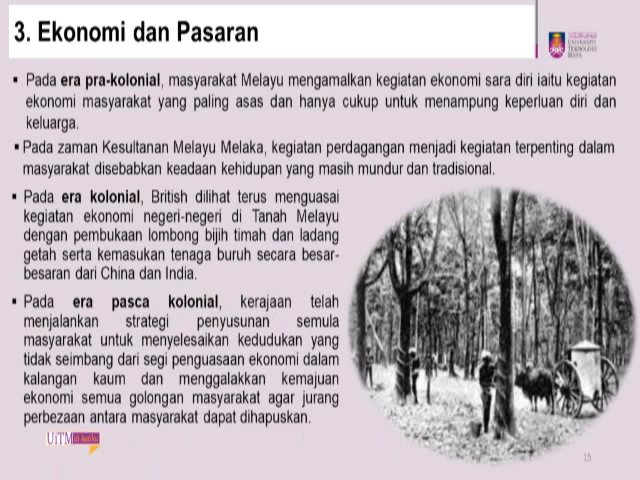 3. Ekonomi dan Pasaran
UNIVERSITI
TEKNOLOGI
MARA
▪ Pada era pra-kolonial, masyarakat Melayu mengamalkan kegiatan ekonomi sara diri iaitu kegiatan
ekonomi masyarakat yang paling asas dan hanya cukup untuk menampung keperluan diri dan
keluarga.
▪ Pada zaman Kesultanan Melayu Melaka, kegiatan perdagangan menjadi kegiatan terpenting dalam
masyarakat disebabkan keadaan kehidupan yang masih mundur dan tradisional.
▪ Pada era kolonial, British dilihat terus menguasai
kegiatan ekonomi negeri-negeri di Tanah Melayu
dengan pembukaan lombong bijih timah dan ladang
getah serta kemasukan tenaga buruh secara besar-
besaran dari China dan India.
▪ Pada era pasca kolonial, kerajaan telah
menjalankan strategi penyusunan semula
masyarakat untuk menyelesaikan kedudukan yang
tidak seimbang dari segi penguasaan ekonomi dalam
kalangan kaum dan menggalakkan kemajuan
ekonomi semua golongan masyarakat agar jurang
perbezaan antara masyarakat dapat dihapuskan.
UiTM di hatiku
15